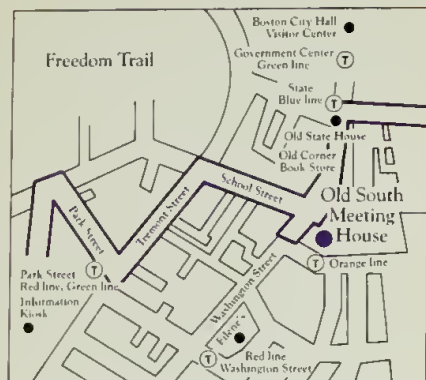 Boston City Hall
Visitor Center
Freedom Trail
Government Center
Green line
T
State
Blue line
T
Old State House
Old Corner
Book Store
School Street
Old South
Meeting
House
Tremont Street
Park
Street
T
Orange line
T
Park Street
Red line, Green line
Information
Kiosk
Washington Street
Filene's
T
Red line
Washington Street